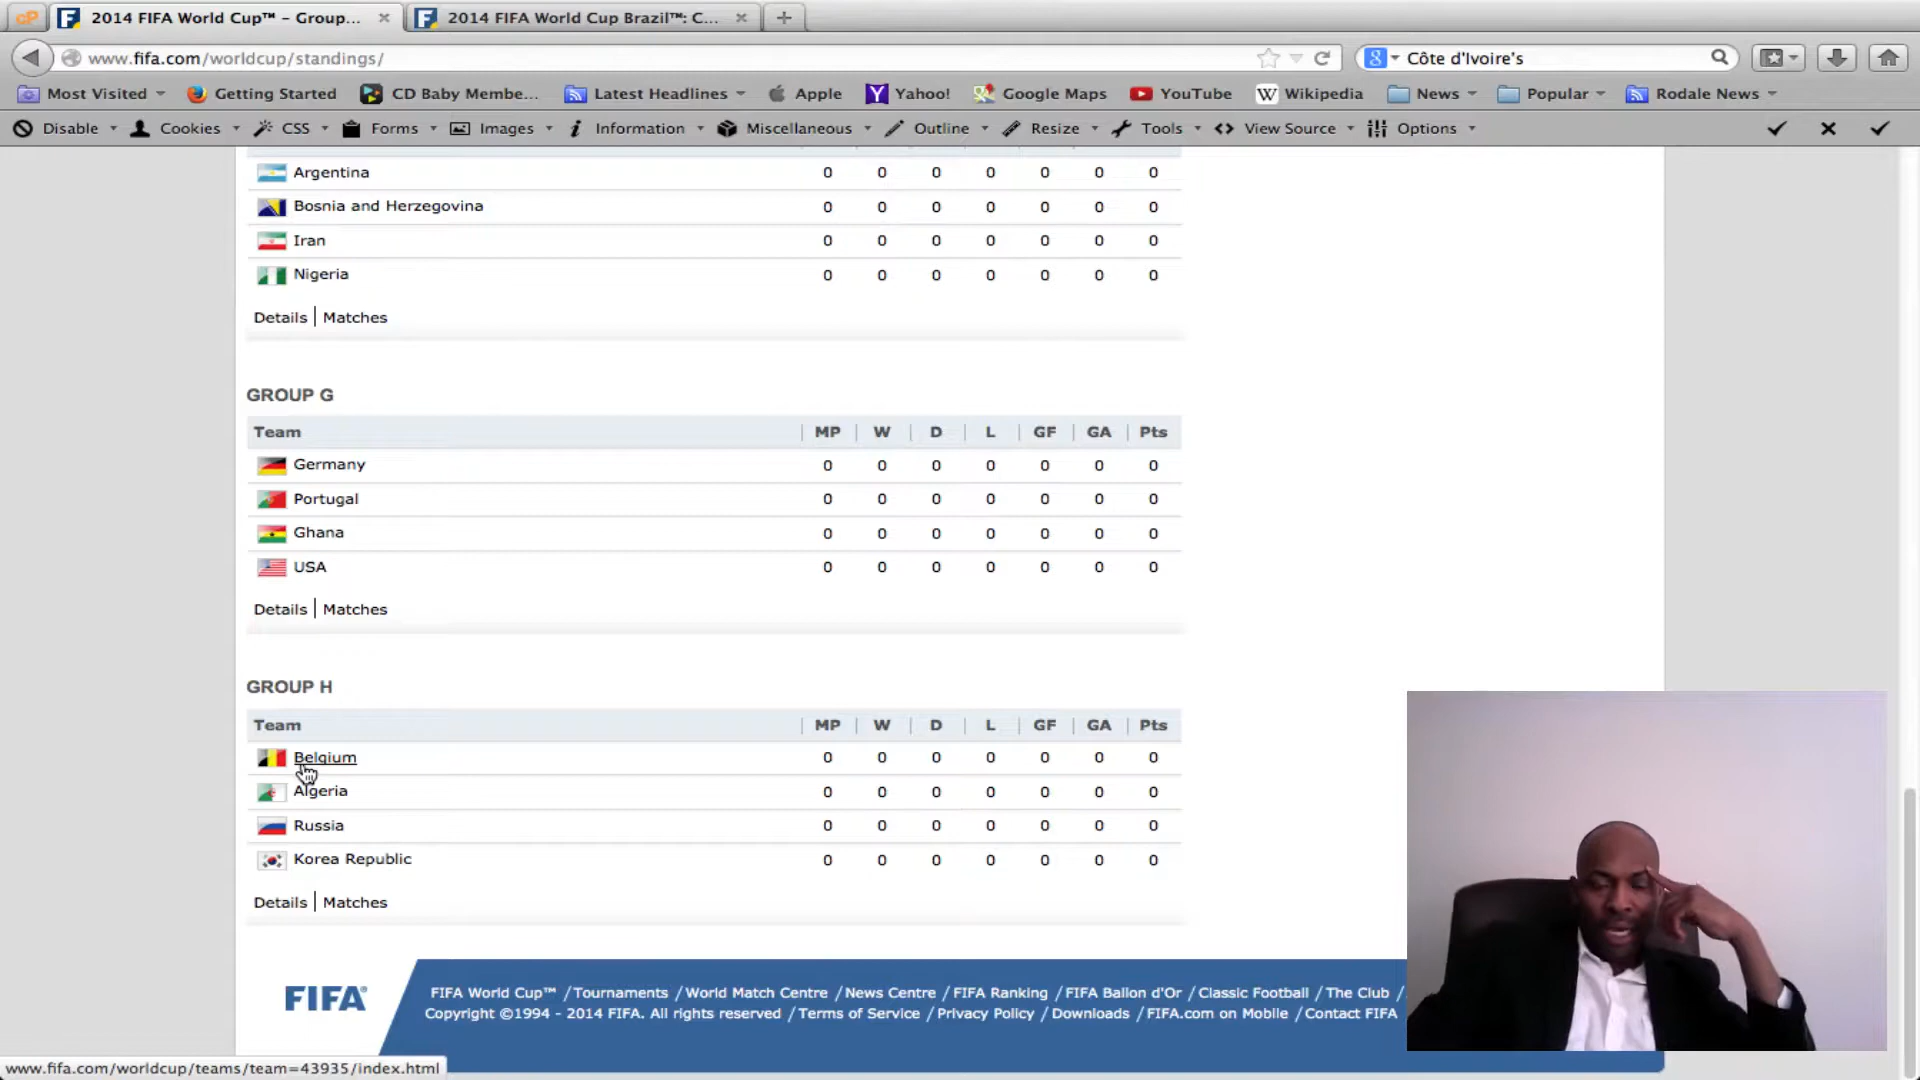 2014 FIFA World Cup™ – Group...
2014 FIFA World Cup Brazil™: C...
www.fifa.com/worldcup/standings/
Côte d'Ivoire's
Most Visited Getting Started CD Baby Membe... Latest Headlines Apple Yahoo! Google Maps YouTube Wikipedia News Popular Rodale News
Disable Cookies CSS Forms Images Information Miscellaneous Outline Resize Tools View Source Options
Argentina 0 0 0 0 0 0 0
Bosnia and Herzegovina 0 0 0 0 0 0 0
Iran 0 0 0 0 0 0 0
Nigeria 0 0 0 0 0 0 0
Details | Matches
GROUP G
Team MP W D L GF GA Pts
Germany 0 0 0 0 0 0 0
Portugal 0 0 0 0 0 0 0
Ghana 0 0 0 0 0 0 0
USA 0 0 0 0 0 0 0
Details | Matches
GROUP H
Team MP W D L GF GA Pts
Belgium 0 0 0 0 0 0 0
Algeria 0 0 0 0 0 0 0
Russia 0 0 0 0 0 0 0
Korea Republic 0 0 0 0 0 0 0
Details | Matches
FIFA
FIFA World Cup™ /Tournaments /World Match Centre /News Centre /FIFA Ranking /FIFA Ballon d'Or /Classic Football /The Club /
Copyright ©1994 - 2014 FIFA. All rights reserved /Terms of Service /Privacy Policy /Downloads /FIFA.com on Mobile /Contact FIFA
www.fifa.com/worldcup/teams/team=43935/index.html